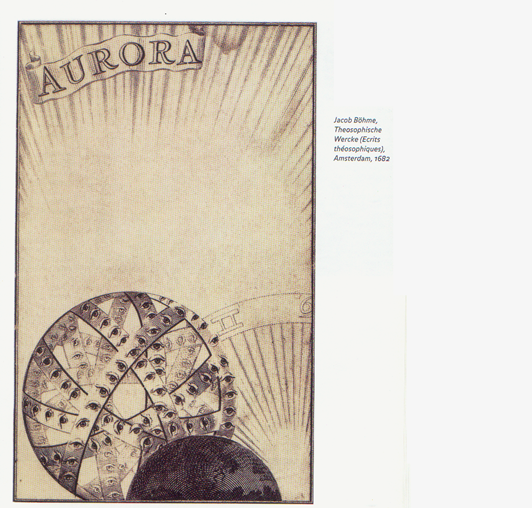 AURORA
Jacob Böhme,
Theosophische
Wercke (Ecrits
théosophiques),
Amsterdam, 1682